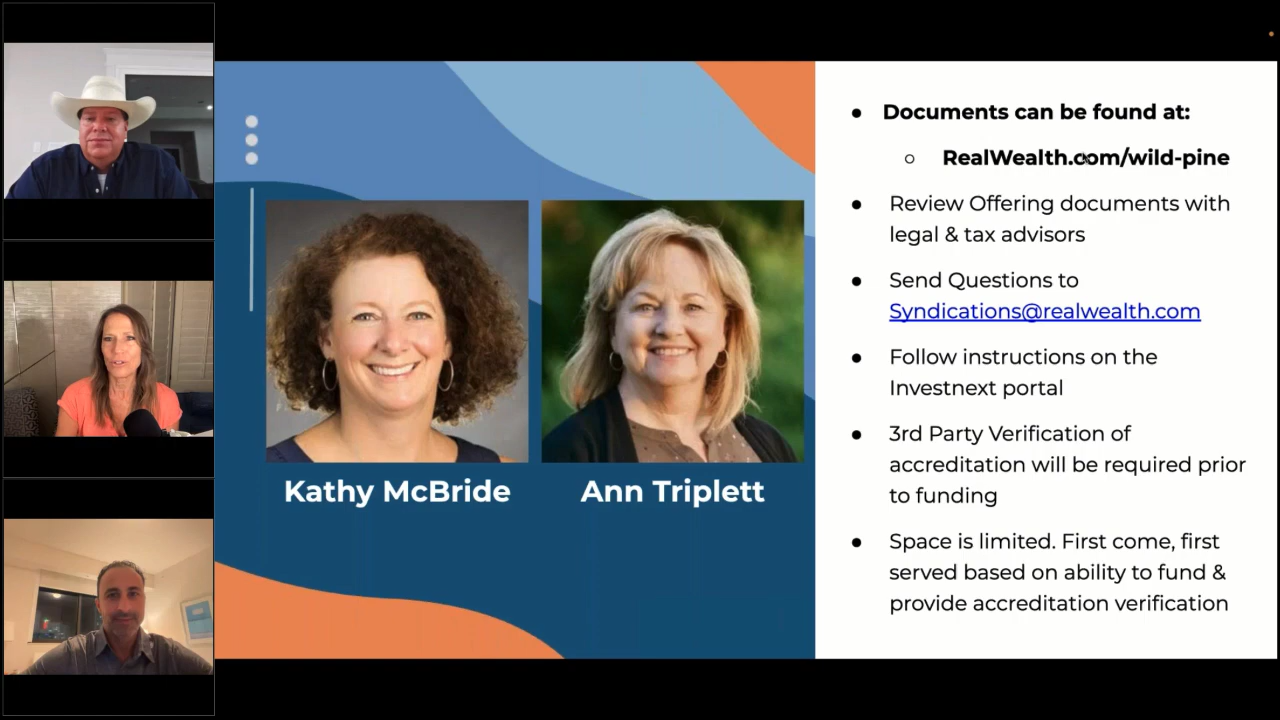 Kathy McBride
Ann Triplett
Documents can be found at:
RealWealth.com/wild-pine
Review Offering documents with
legal & tax advisors
Send Questions to
Syndications@realwealth.com
Follow instructions on the
Investnext portal
3rd Party Verification of
accreditation will be required prior
to funding
Space is limited. First come, first
served based on ability to fund &
provide accreditation verification